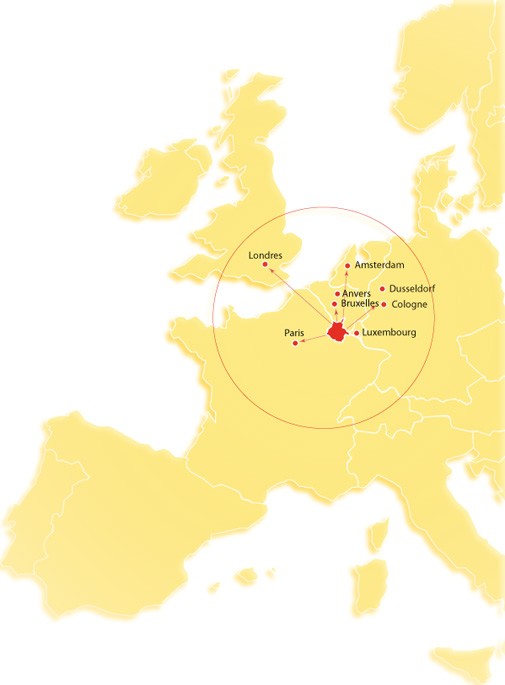 Londres
Amsterdam
Dusseldorf
Anvers
Bruxelles
Cologne
Paris
Luxembourg